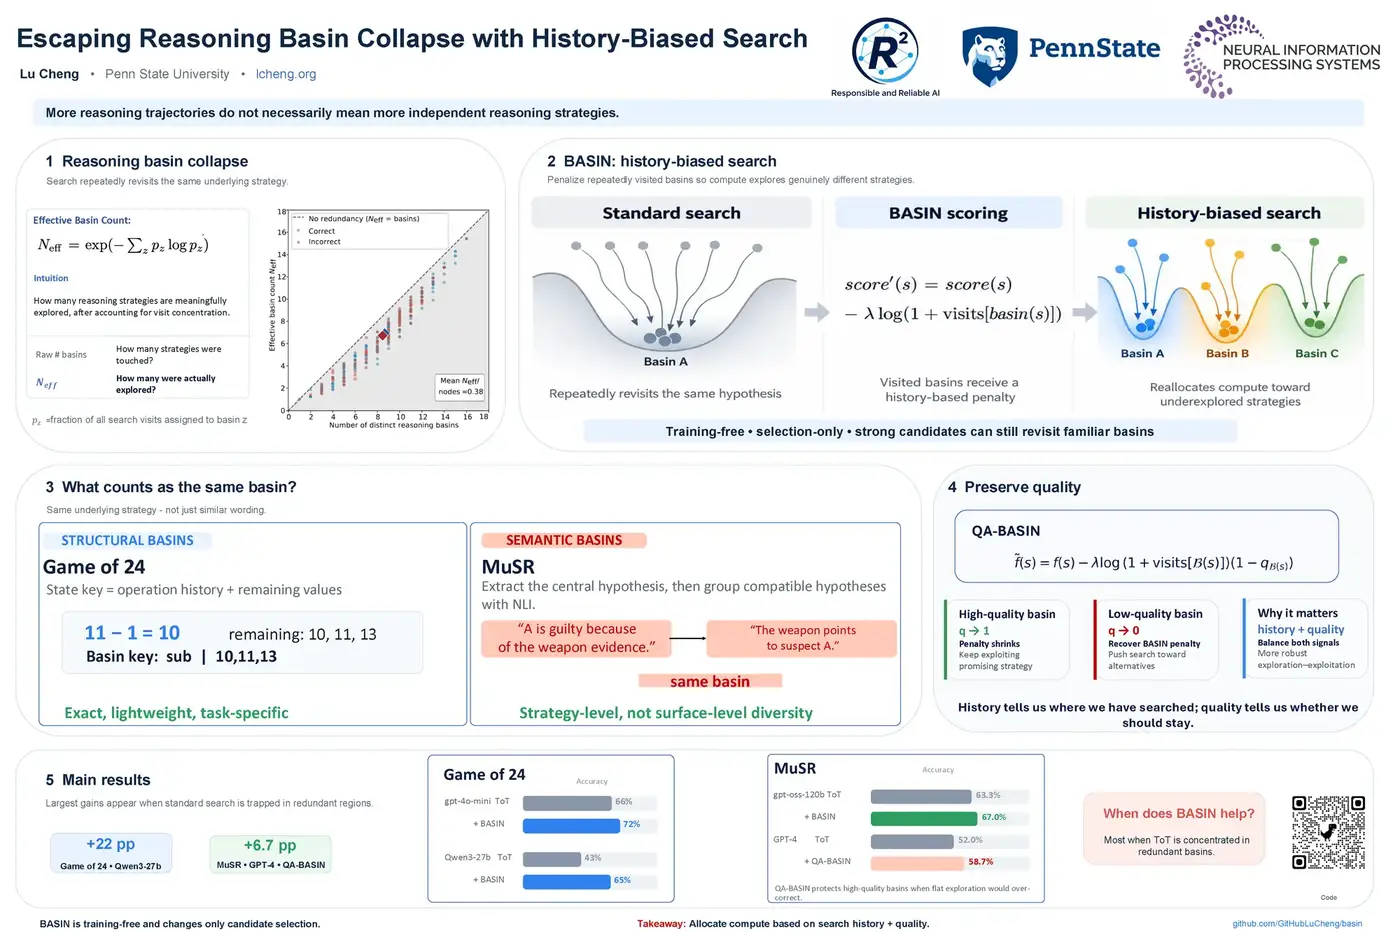 Escaping Reasoning Basin Collapse with History-Biased Search
Lu Cheng • Penn State University • lcheng.org
R²
Responsible and Reliable AI
PennState
NEURAL INFORMATION
PROCESSING SYSTEMS
More reasoning trajectories do not necessarily mean more independent reasoning strategies.
1 Reasoning basin collapse
Search repeatedly revisits the same underlying strategy.
Effective Basin Count:
N_eff = exp(− ∑_z p_z log p_z)
Intuition
How many reasoning strategies are meaningfully
explored, after accounting for visit concentration.
Raw # basins
How many strategies were
touched?
N_eff
How many were actually
explored?
p_z =fraction of all search visits assigned to basin z
Effective basin count N_eff
18
16
14
12
10
8
6
4
2
0
No redundancy (N_eff = basins)
Correct
Incorrect
Mean N_eff/
nodes =0.38
0 2 4 6 8 10 12 14 16 18
Number of distinct reasoning basins
2 BASIN: history-biased search
Penalize repeatedly visited basins so compute explores genuinely different strategies.
Standard search
Basin A
Repeatedly revisits the same hypothesis
BASIN scoring
score′(s) = score(s)
− λ log(1 + visits[basin(s)])
Visited basins receive a
history-based penalty
History-biased search
Basin A Basin B Basin C
Reallocates compute toward
underexplored strategies
Training-free • selection-only • strong candidates can still revisit familiar basins
3 What counts as the same basin?
Same underlying strategy - not just similar wording.
STRUCTURAL BASINS
Game of 24
State key = operation history + remaining values
11 − 1 = 10 remaining: 10, 11, 13
Basin key: sub | 10,11,13
Exact, lightweight, task-specific
SEMANTIC BASINS
MuSR
Extract the central hypothesis, then group compatible hypotheses
with NLI.
“A is guilty because
of the weapon evidence.”
“The weapon points
to suspect A.”
same basin
Strategy-level, not surface-level diversity
4 Preserve quality
QA-BASIN
f̃(s) = f(s) − λlog (1 + visits[ℬ(s)])(1 − q_ℬ(s))
High-quality basin
q → 1
Penalty shrinks
Keep exploiting
promising strategy
Low-quality basin
q → 0
Recover BASIN penalty
Push search toward
alternatives
Why it matters
history + quality
Balance both signals
More robust
exploration–exploitation
History tells us where we have searched; quality tells us whether we
should stay.
5 Main results
Largest gains appear when standard search is trapped in redundant regions.
+22 pp
Game of 24 • Qwen3-27b
+6.7 pp
MuSR • GPT-4 • QA-BASIN
Game of 24
Accuracy
gpt-4o-mini ToT 66%
+ BASIN 72%
Qwen3-27b ToT 43%
+ BASIN 65%
MuSR
Accuracy
gpt-oss-120b ToT 63.3%
+ BASIN 67.0%
GPT-4 ToT 52.0%
+ QA-BASIN 58.7%
QA-BASIN protects high-quality basins when flat exploration would over-
correct.
When does BASIN help?
Most when ToT is concentrated in
redundant basins.
Code
BASIN is training-free and changes only candidate selection.
Takeaway: Allocate compute based on search history + quality.
github.com/GitHubLuCheng/basin